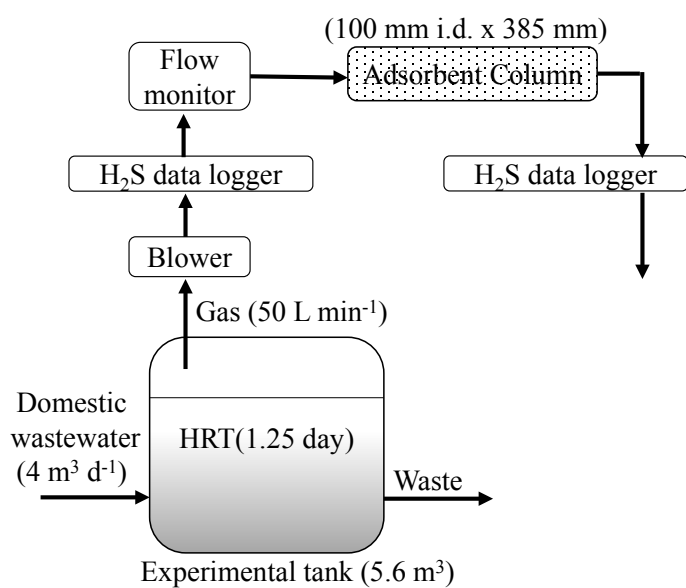 (100 mm i.d. x 385 mm)
Flow
monitor
Adsorbent Column
H₂S data logger
H₂S data logger
Blower
Gas (50 L min⁻¹)
Domestic
wastewater
(4 m³ d⁻¹)
HRT(1.25 day)
Waste
Experimental tank (5.6 m³)